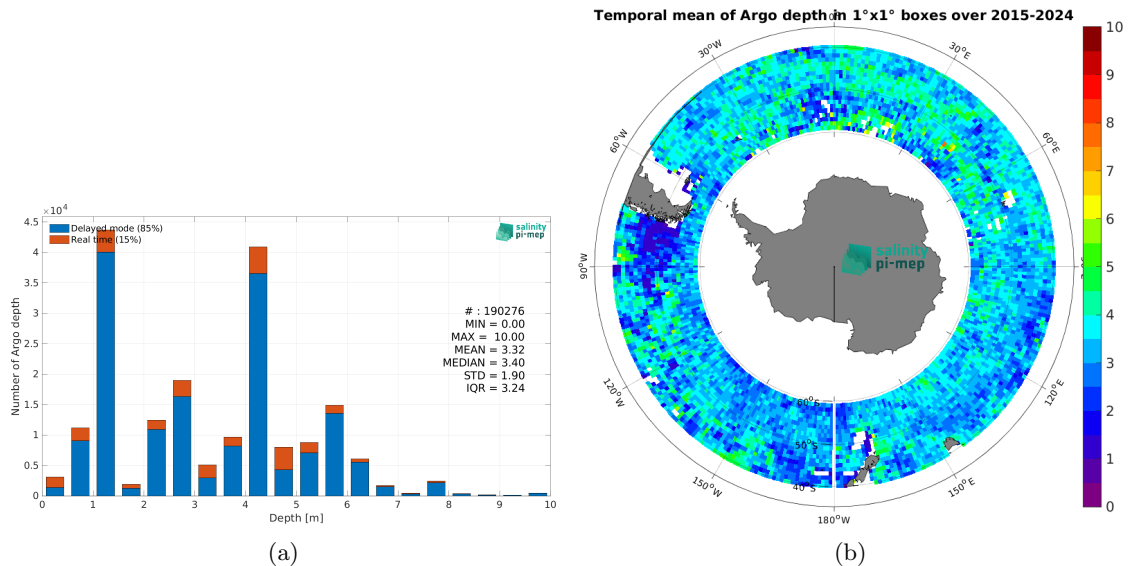 ×10⁴
4.5
4
3.5
3
2.5
2
1.5
1
0.5
0
Number of Argo depth
Delayed mode (85%)
Real time (15%)
salinity
pi-mep
# : 190276
MIN = 0.00
MAX = 10.00
MEAN = 3.32
MEDIAN = 3.40
STD = 1.90
IQR = 3.24
0 1 2 3 4 5 6 7 8 9 10
Depth [m]
(a)
Temporal mean of Argo depth in 1°x1° boxes over 2015-2024
30°W
30°E
60°W
60°E
90°W
120°W
120°E
150°W
150°E
180°W
60°S
50°S
40°S
salinity
pi-mep
10
9
8
7
6
5
4
3
2
1
0
(b)